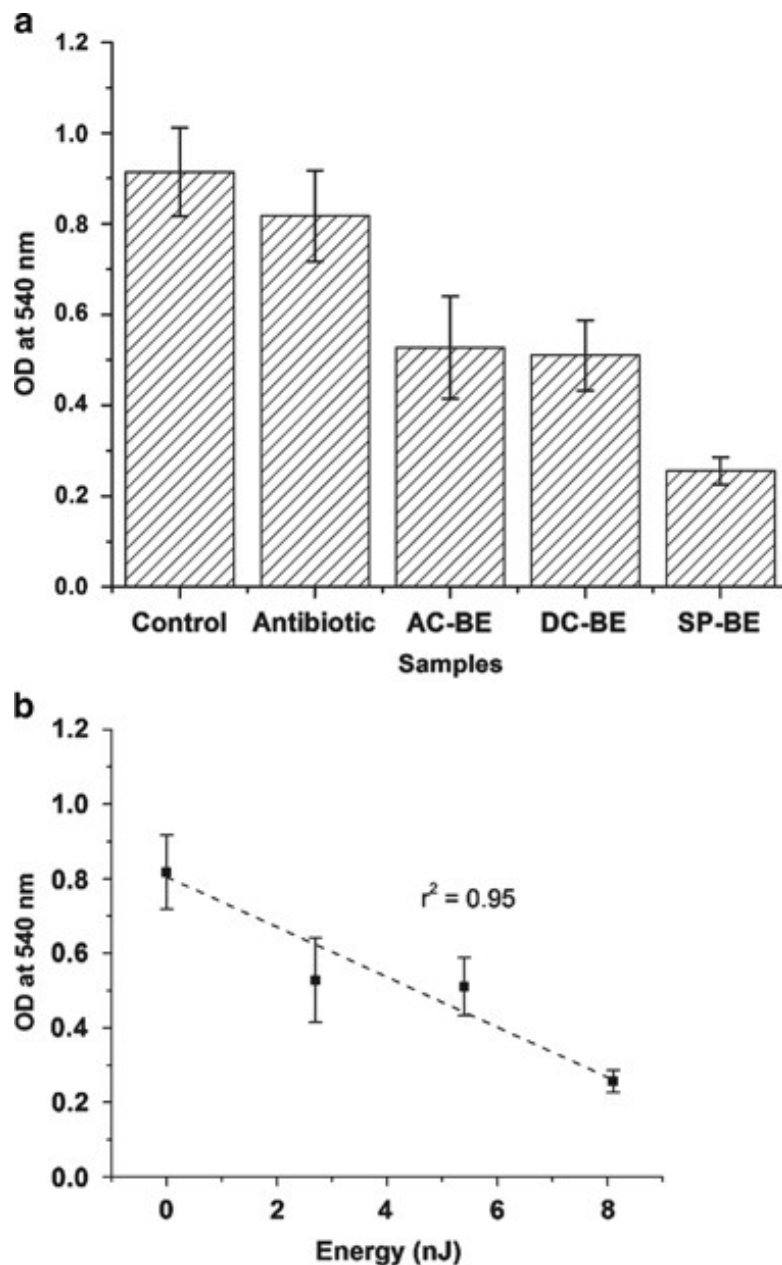 a
1.2
1.0
0.8
0.6
0.4
0.2
0.0
OD at 540 nm
Control Antibiotic AC-BE DC-BE SP-BE
Samples
b
1.2
1.0
0.8
0.6
0.4
0.2
0.0
OD at 540 nm
r² = 0.95
0 2 4 6 8
Energy (nJ)